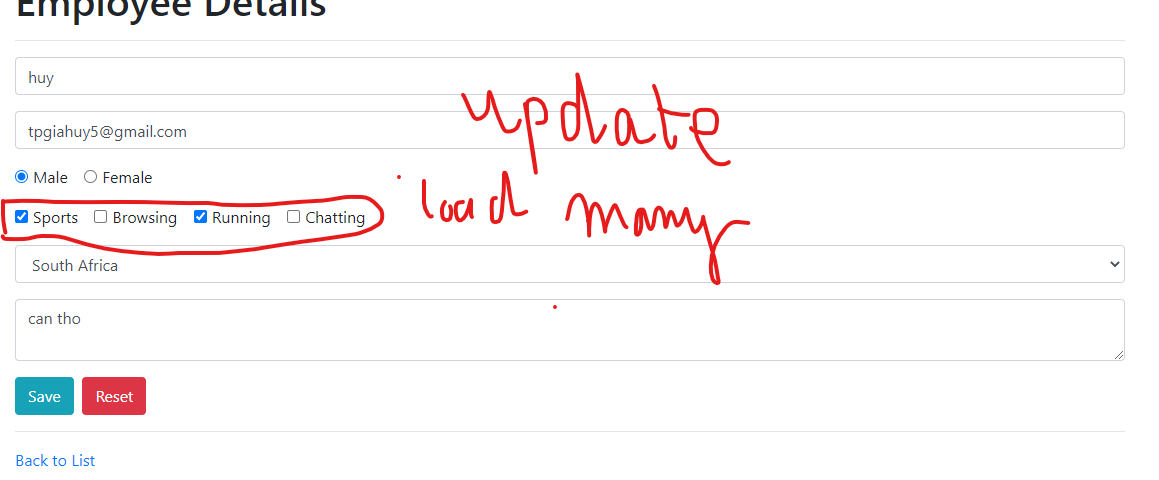 Employee Details
huy
tpgiahuy5@gmail.com
update
Male Female
load many
Sports Browsing Running Chatting
South Africa
can tho
Save Reset
Back to List